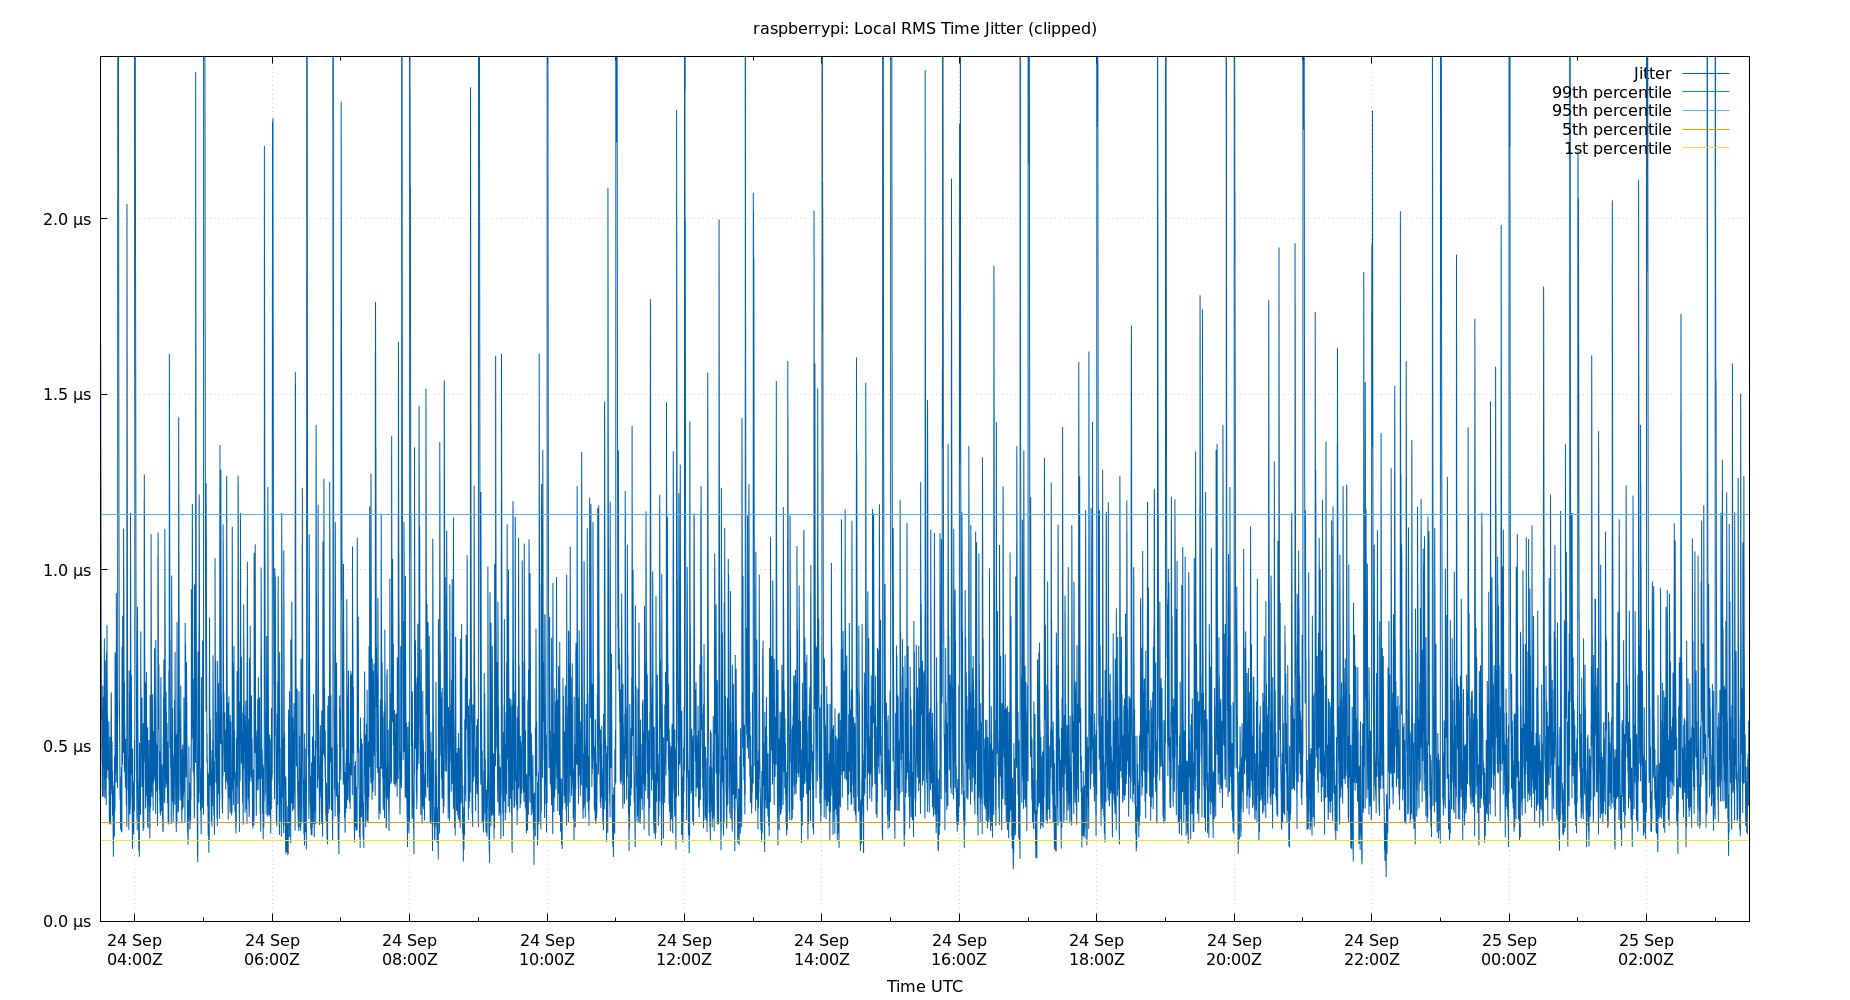 raspberrypi: Local RMS Time Jitter (clipped)
Jitter
99th percentile
95th percentile
5th percentile
1st percentile
2.0 µs
1.5 µs
1.0 µs
0.5 µs
0.0 µs
24 Sep 24 Sep 24 Sep 24 Sep 24 Sep 24 Sep 24 Sep 24 Sep 24 Sep 24 Sep 25 Sep 25 Sep
04:00Z 06:00Z 08:00Z 10:00Z 12:00Z 14:00Z 16:00Z 18:00Z 20:00Z 22:00Z 00:00Z 02:00Z
Time UTC